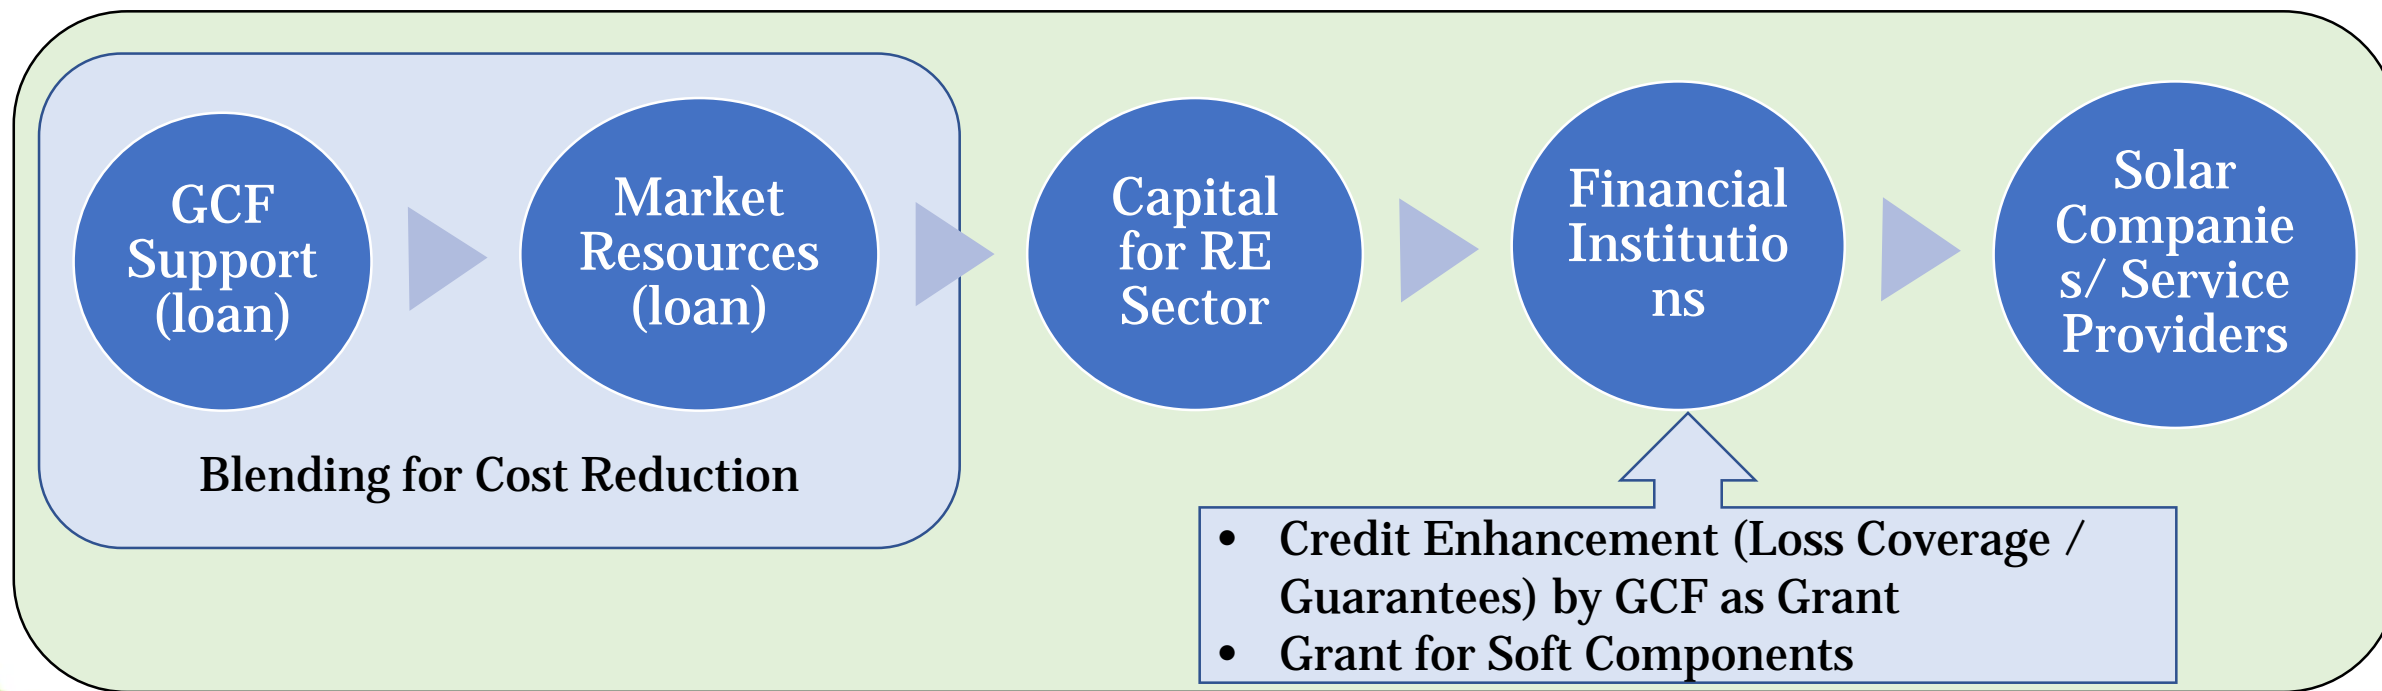 GCF
Support
(loan)
Market
Resources
(loan)
Blending for Cost Reduction
Capital
for RE
Sector
Financial
Institutio
ns
Solar
Companie
s/ Service
Providers
• Credit Enhancement (Loss Coverage /
Guarantees) by GCF as Grant
• Grant for Soft Components